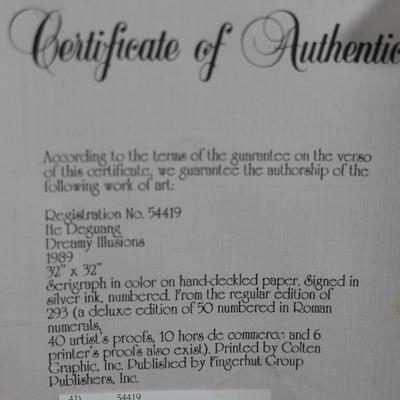 Certificate of Authentic
According to the terms of the guarantee on the verso
of this certificate, we guarantee the authorship of the
following work of art:
Registration No. 54419
He Deguang
Dreamy Illusions
1989
32" x 32"
Serigraph in color on hand-deckled paper. Signed in
silver ink, numbered. From the regular edition of
293 (a deluxe edition of 50 numbered in Roman
numerals,
40 artist's proofs, 10 hors de commerce and 6
printer's proofs also exist). Printed by Colten
Graphic, Inc. Published by Fingerhut Group
Publishers, Inc.
41) 54419